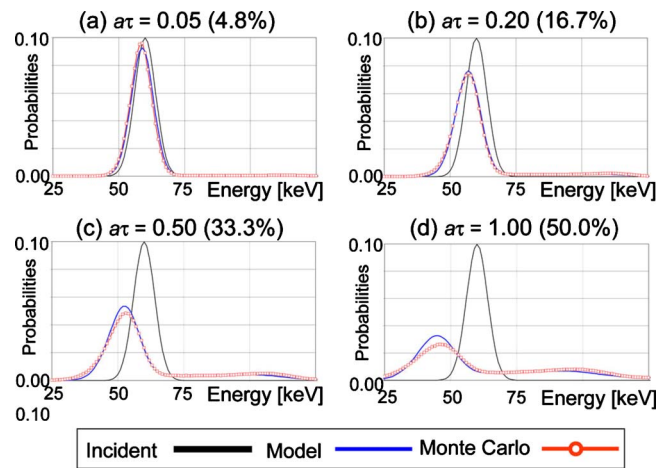 (a) aτ = 0.05 (4.8%)
0.10
Probabilities
0.00
25 50 75 Energy [keV]
(b) aτ = 0.20 (16.7%)
0.10
Probabilities
0.00
25 50 75 Energy [keV]
(c) aτ = 0.50 (33.3%)
0.10
Probabilities
0.00
25 50 75 Energy [keV]
0.10
(d) aτ = 1.00 (50.0%)
0.10
Probabilities
0.00
25 50 75 Energy [keV]
Incident Model Monte Carlo